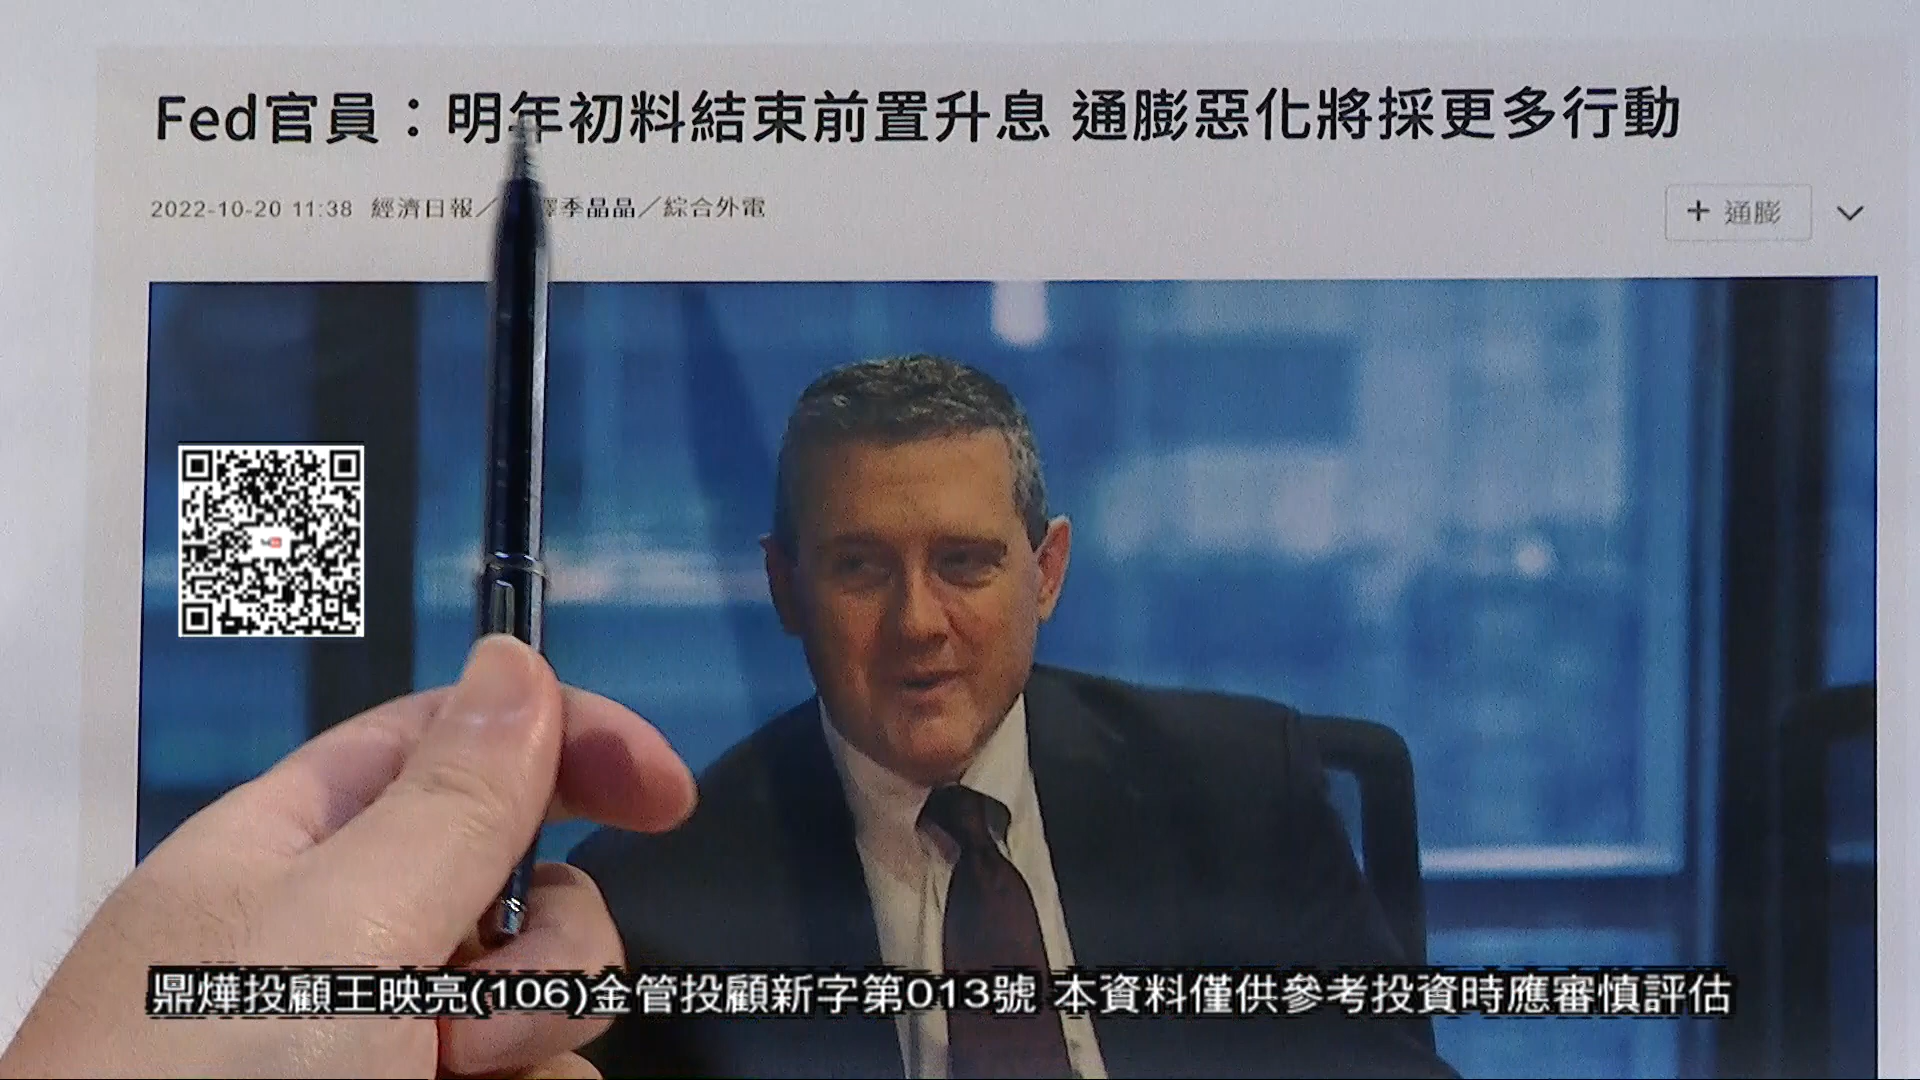 Fed官員：明年初料結束前置升息 通膨惡化將採更多行動
2022-10-20 11:38 經濟日報／ 譯季晶晶／綜合外電
+ 通膨
鼎燁投顧王映亮(106)金管投顧新字第013號 本資料僅供參考投資時應審慎評估